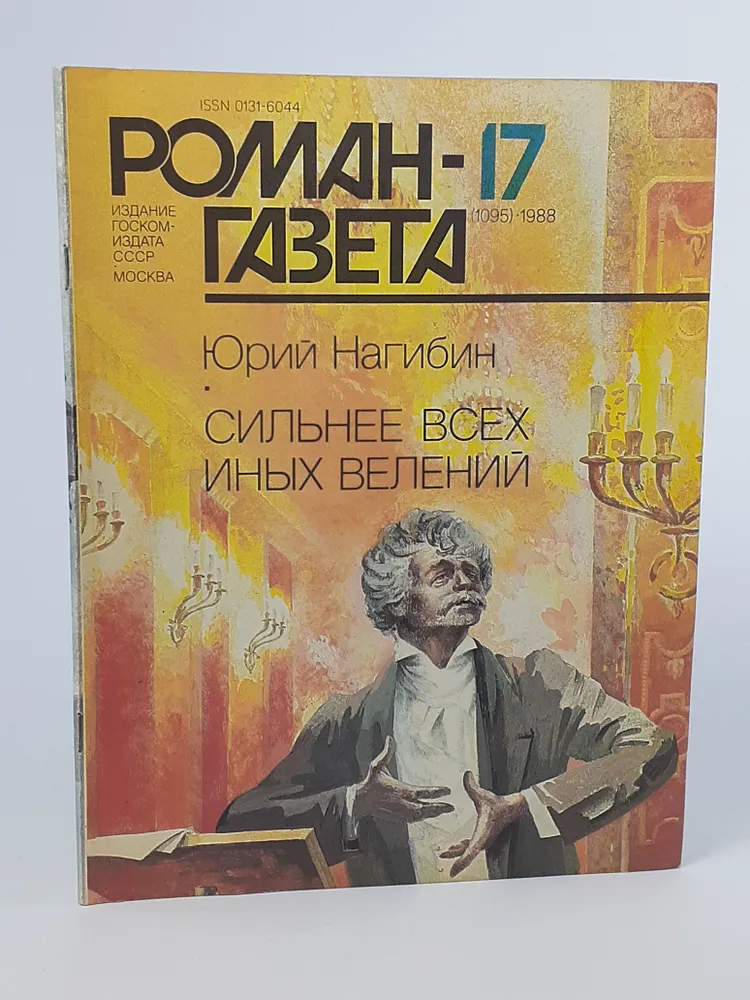 ISSN 0131-6044
РОМАН-17
ГАЗЕТА
(1095)·1988
ИЗДАНИЕ
ГОСКОМ-
ИЗДАТА
СССР
·
МОСКВА
Юрий Нагибин
·
СИЛЬНЕЕ ВСЕХ
ИНЫХ ВЕЛЕНИЙ